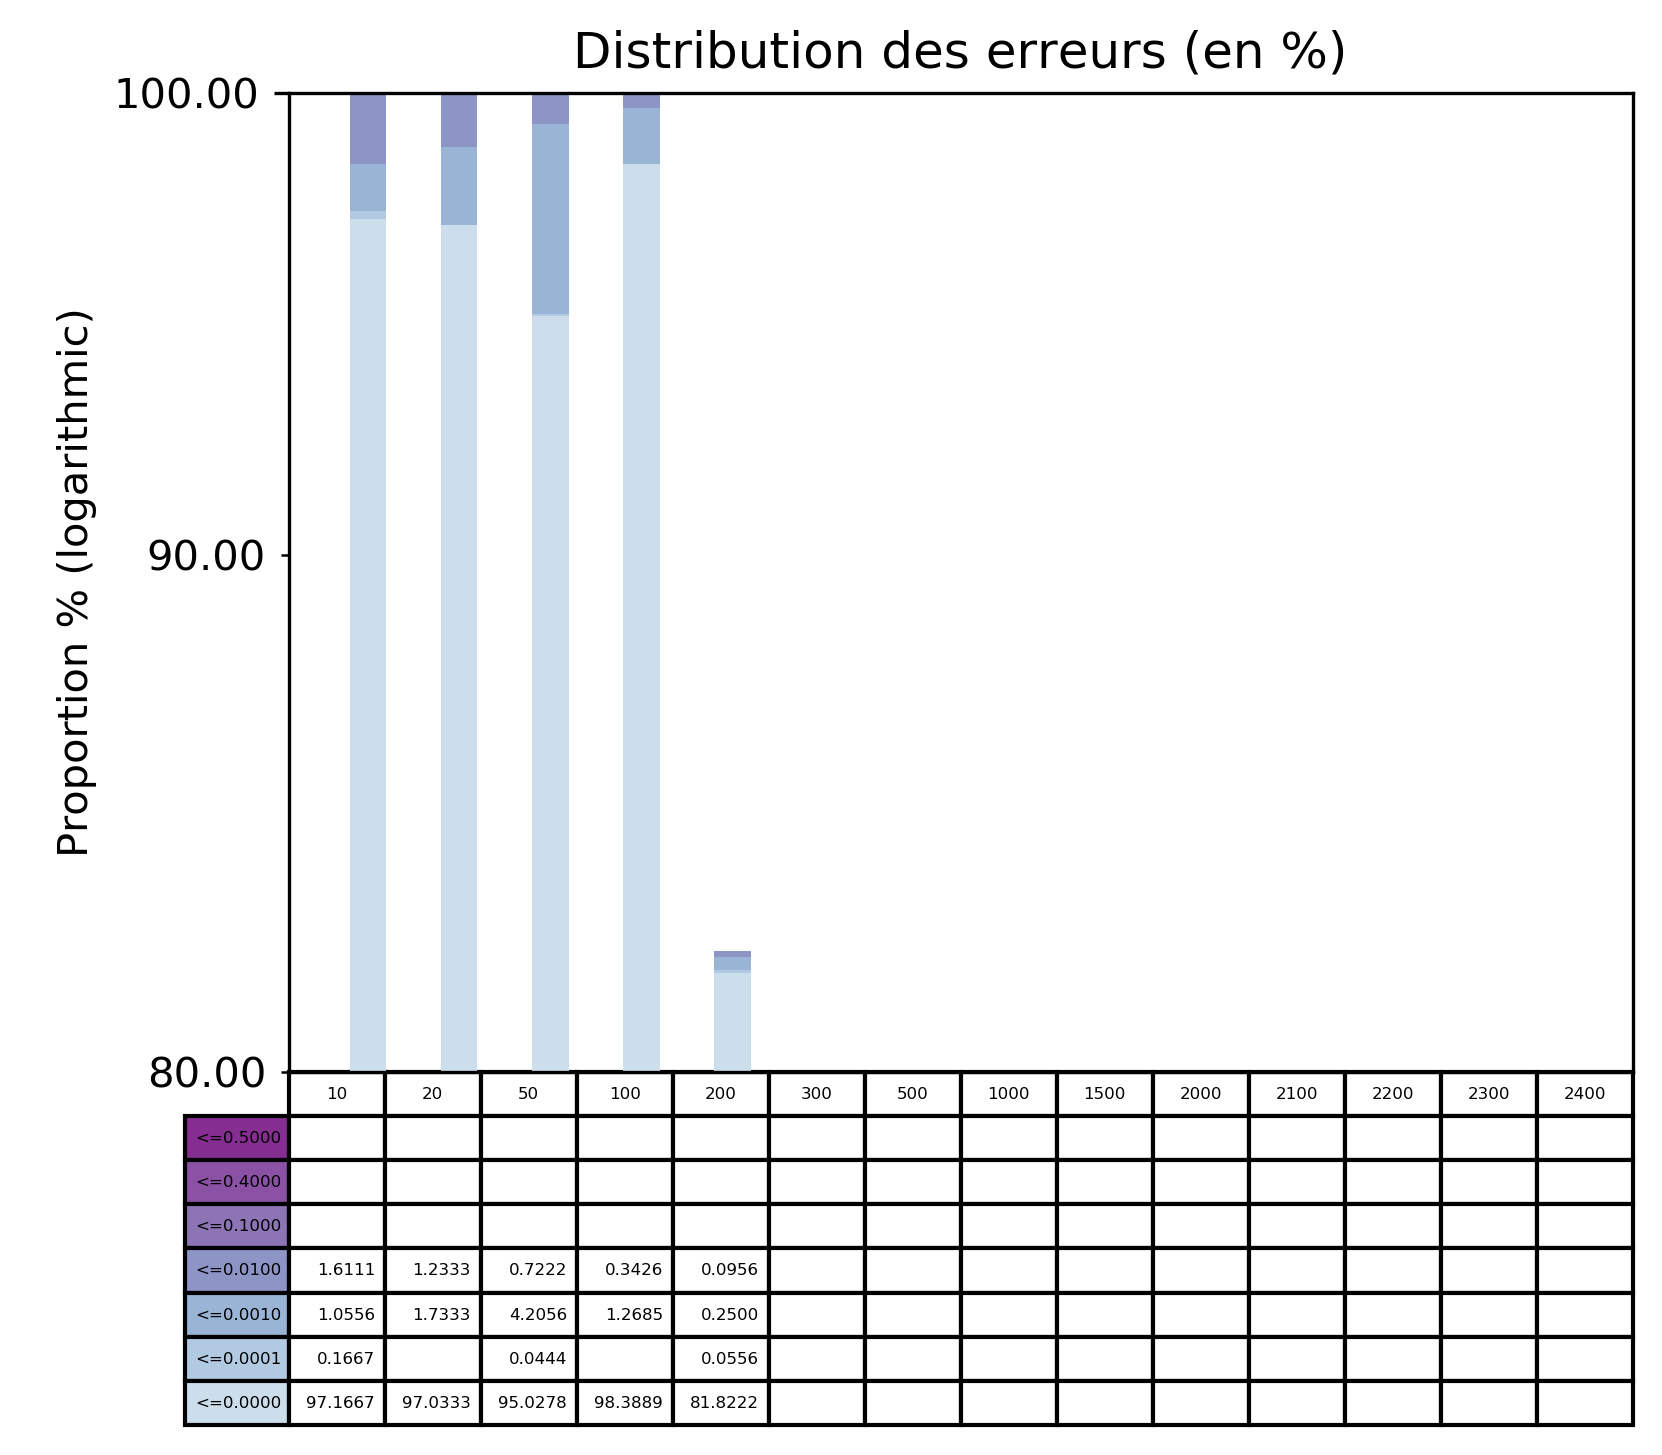 Distribution des erreurs (en %)
100.00
90.00
80.00
Proportion % (logarithmic)
10 20 50 100 200 300 500 1000 1500 2000 2100 2200 2300 2400
<=0.5000
<=0.4000
<=0.1000
<=0.0100 1.6111 1.2333 0.7222 0.3426 0.0956
<=0.0010 1.0556 1.7333 4.2056 1.2685 0.2500
<=0.0001 0.1667 0.0444 0.0556
<=0.0000 97.1667 97.0333 95.0278 98.3889 81.8222